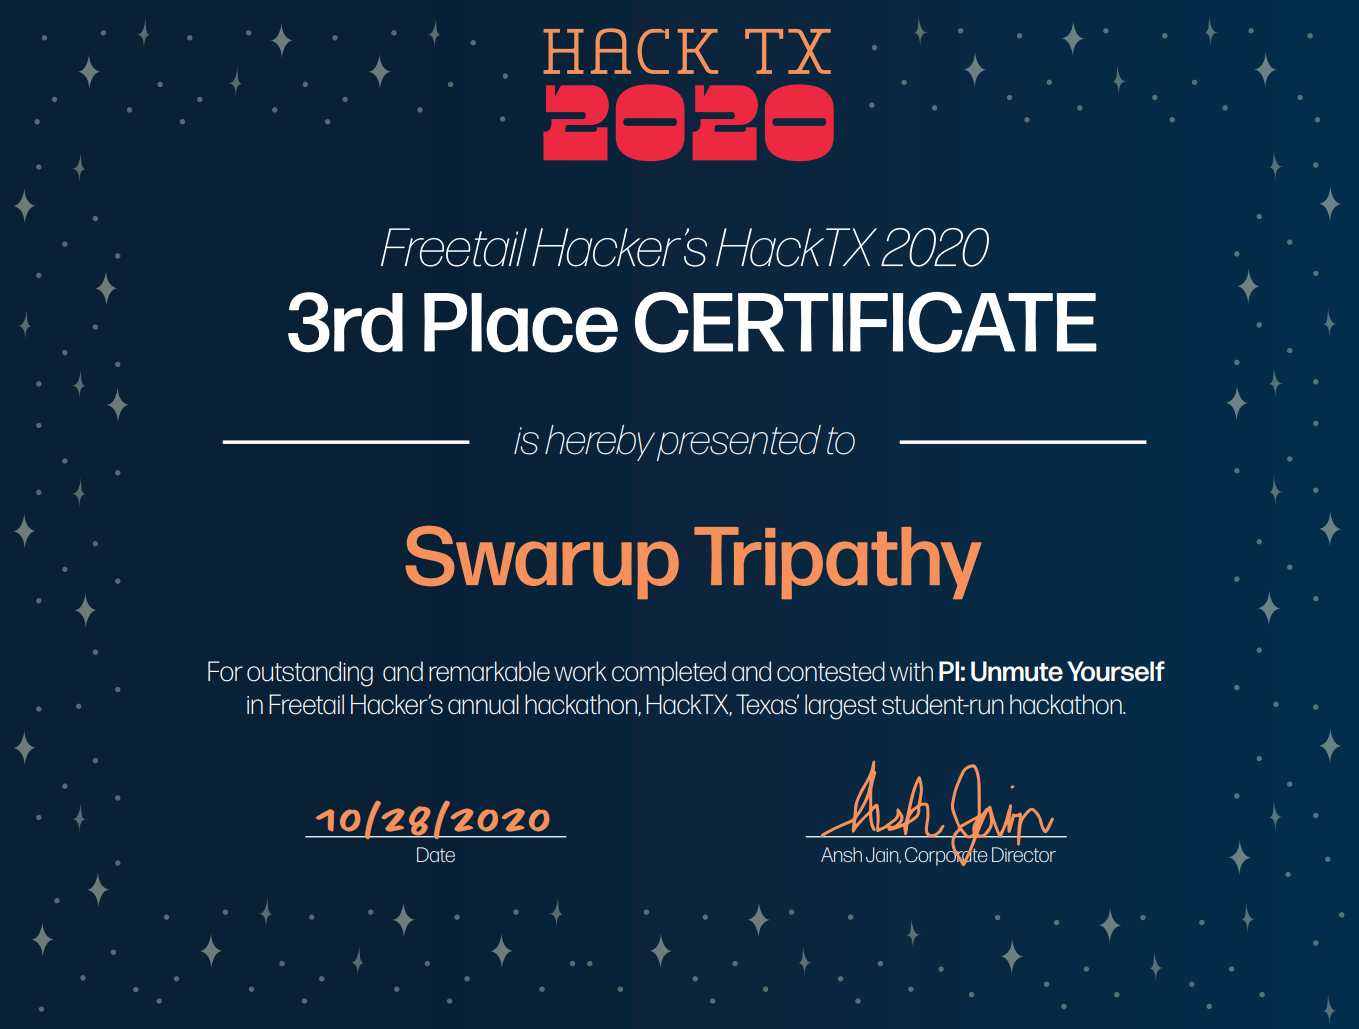 HACK TX
2020
Freetail Hacker's HackTX 2020
3rd Place CERTIFICATE
is hereby presented to
Swarup Tripathy
For outstanding  and remarkable work completed and contested with PI: Unmute Yourself
in Freetail Hacker's annual hackathon, HackTX, Texas' largest student-run hackathon.
10/28/2020
Date
Ansh Jain
Ansh Jain, Corporate Director